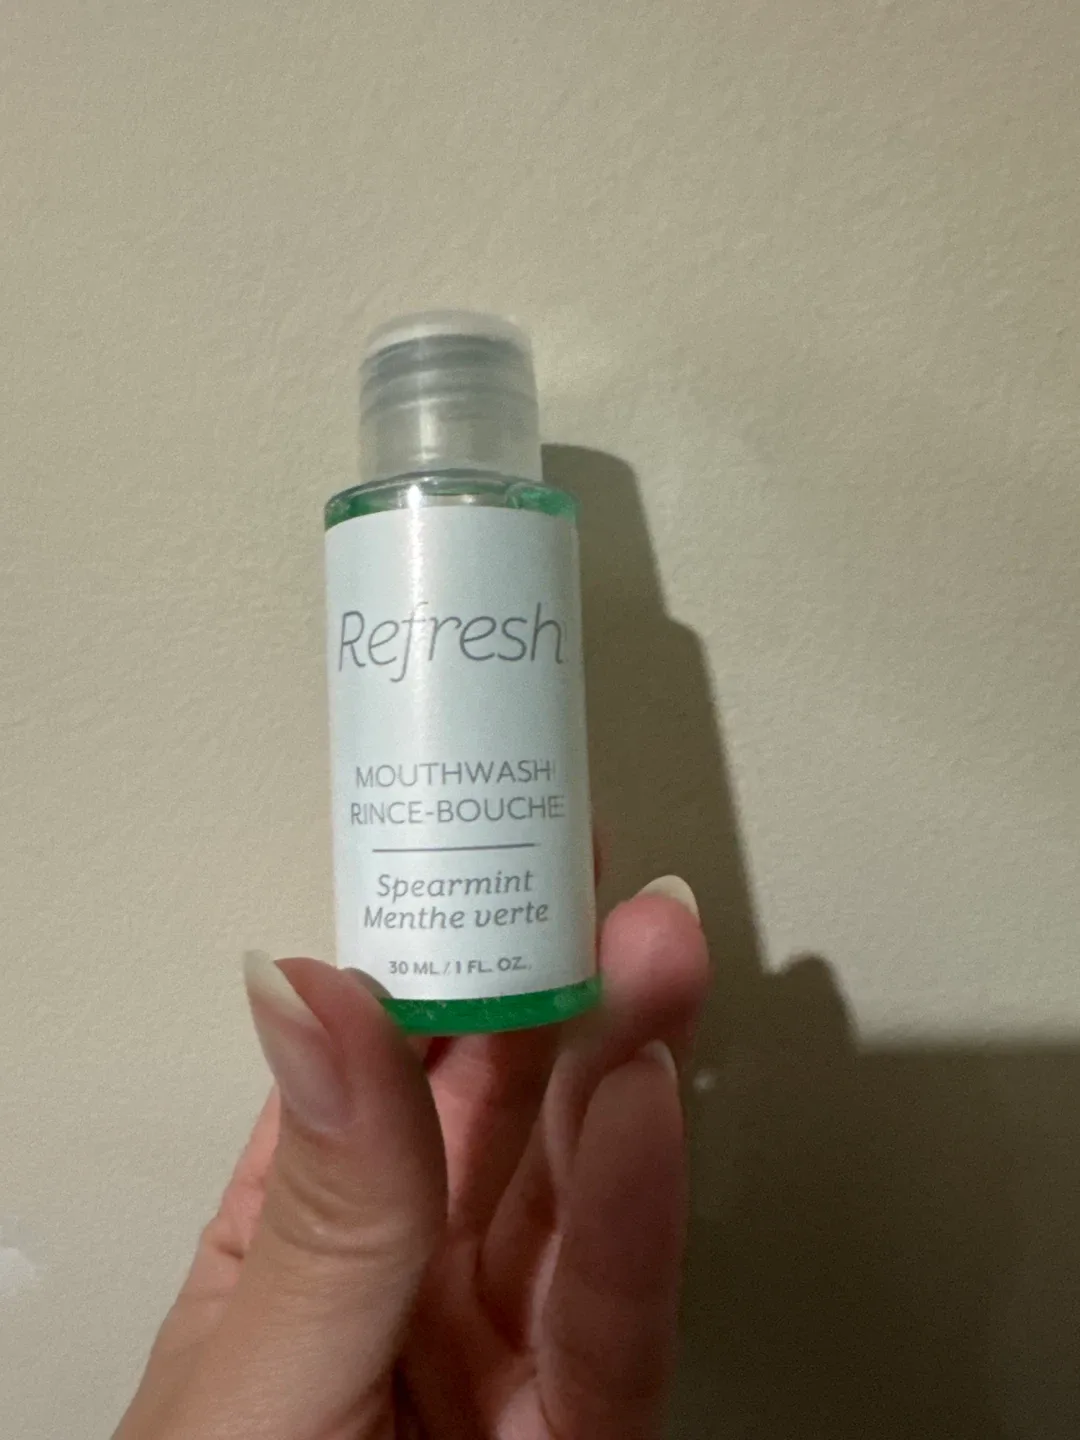 Refresh
MOUTHWASH
RINCE-BOUCHE
Spearmint
Menthe verte
30 ML / 1 FL. OZ.